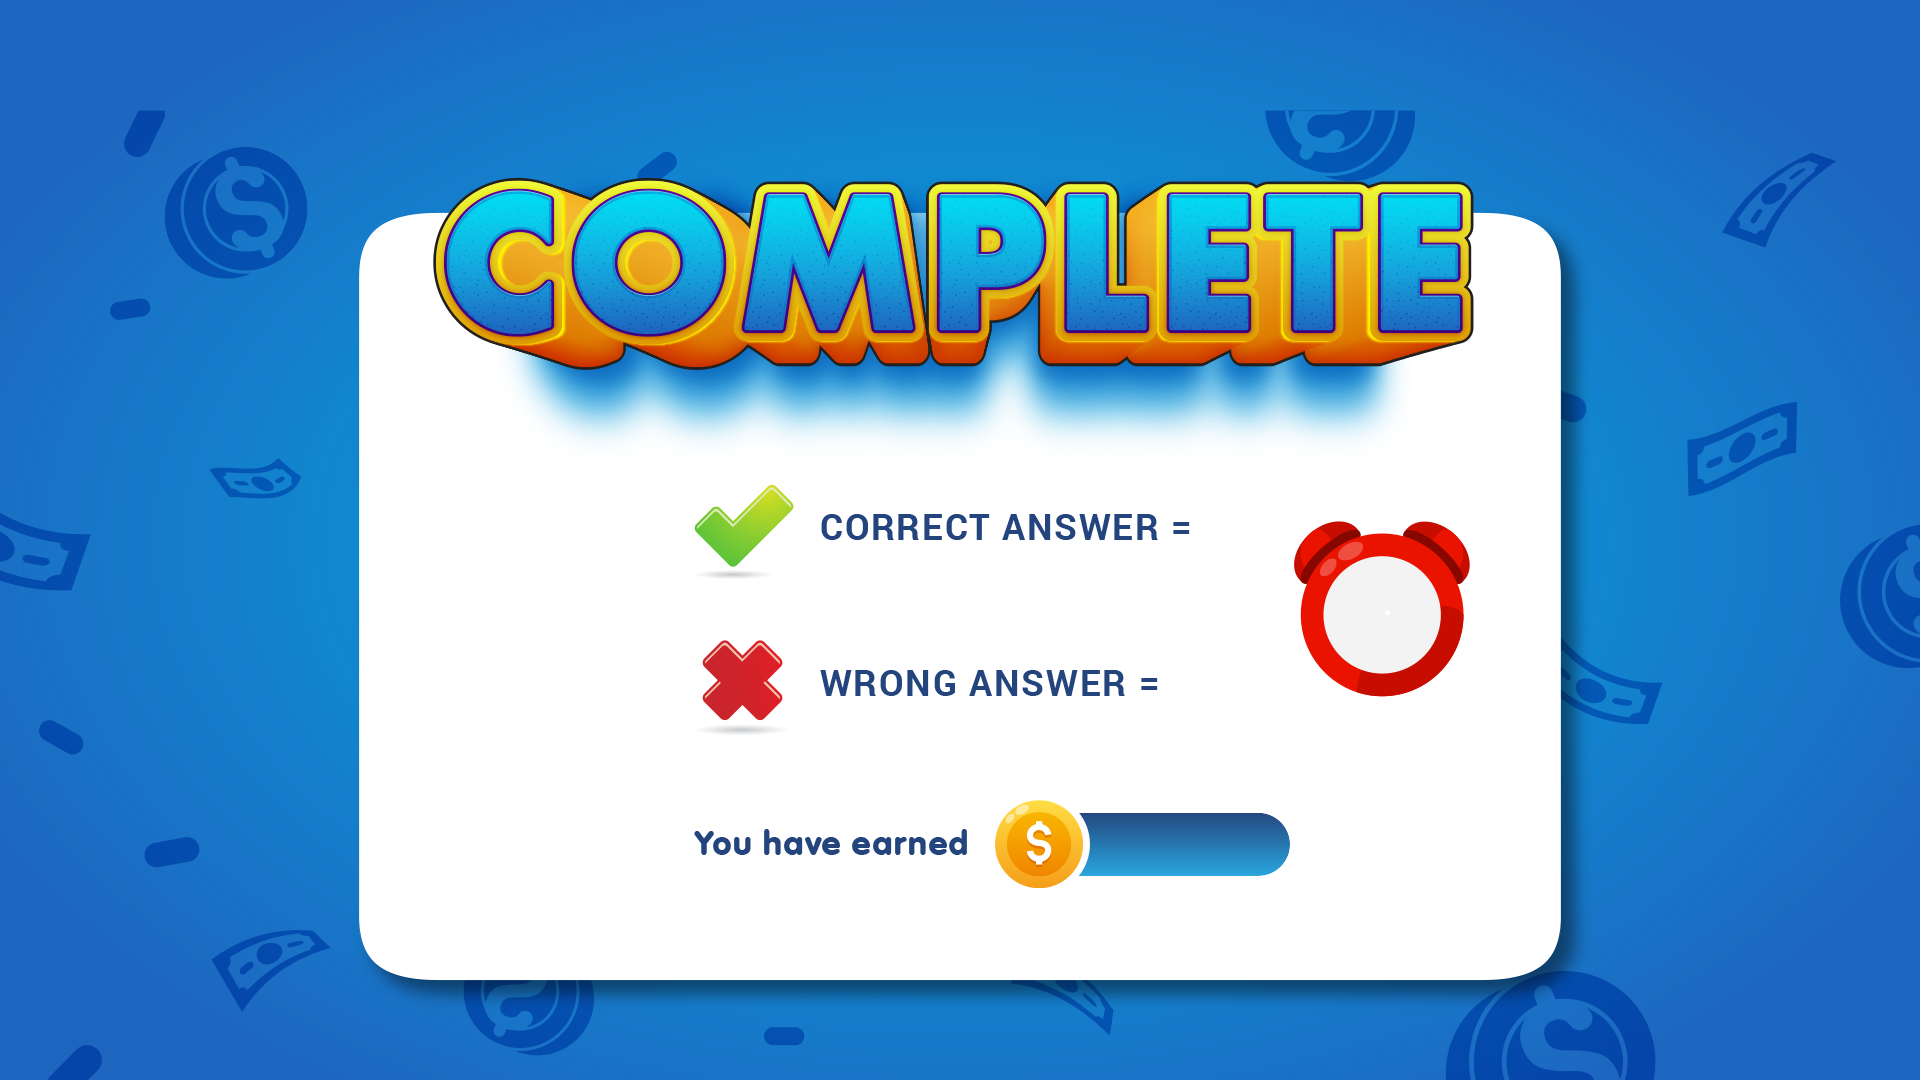 COMPLETE
CORRECT ANSWER =
WRONG ANSWER =
You have earned
$